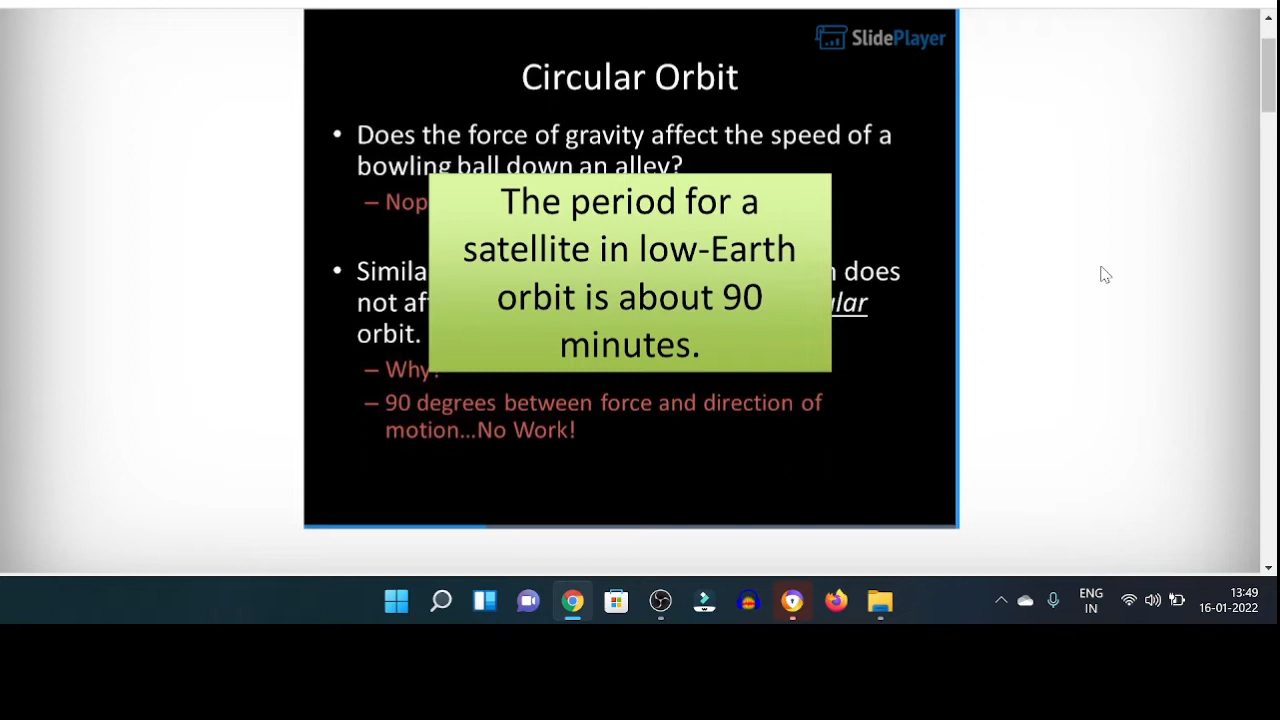 SlidePlayer
Circular Orbit
• Does the force of gravity affect the speed of a
bowling ball down an alley?
– Nop
The period for a
satellite in low-Earth
orbit is about 90
minutes.
• Simila
does
not af
ular
orbit.
– Why?
– 90 degrees between force and direction of
motion...No Work!
ENG
IN
13:49
16-01-2022